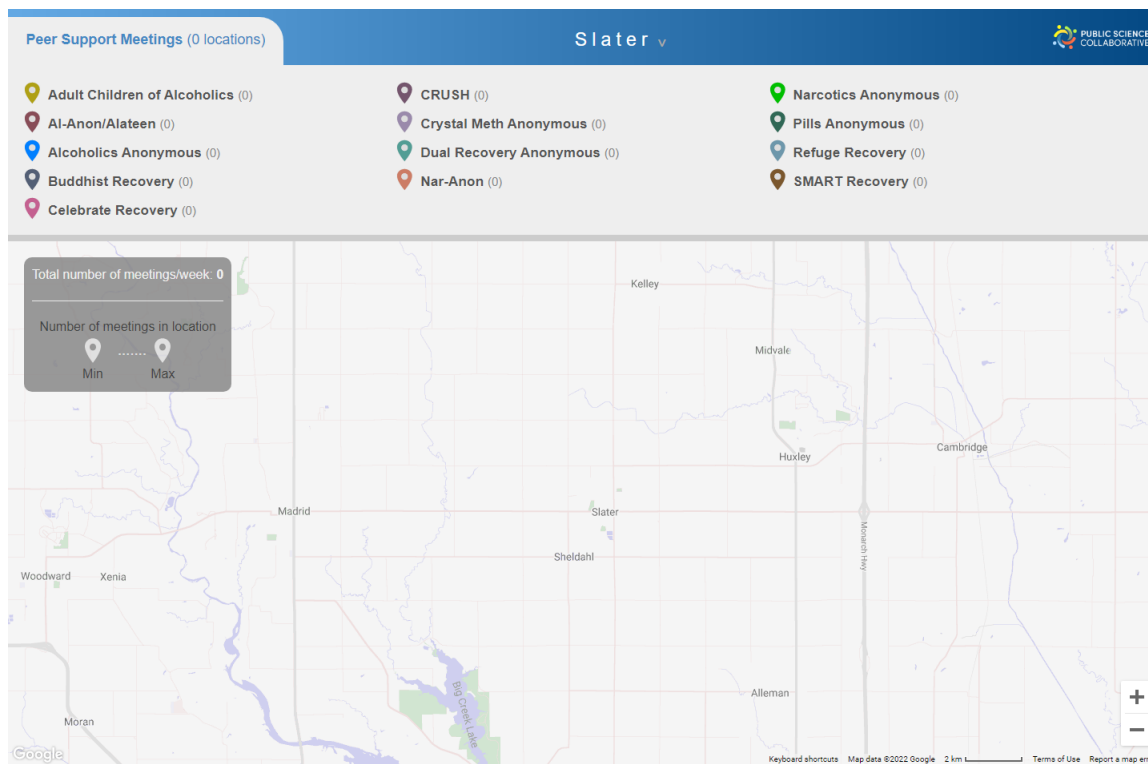 Peer Support Meetings (0 locations)
Slater v
PUBLIC SCIENCE
COLLABORATIVE
Adult Children of Alcoholics (0)
Al-Anon/Alateen (0)
Alcoholics Anonymous (0)
Buddhist Recovery (0)
Celebrate Recovery (0)
CRUSH (0)
Crystal Meth Anonymous (0)
Dual Recovery Anonymous (0)
Nar-Anon (0)
Narcotics Anonymous (0)
Pills Anonymous (0)
Refuge Recovery (0)
SMART Recovery (0)
Total number of meetings/week: 0
Number of meetings in location
Min
Max
Kelley
Midvale
Huxley
Cambridge
Madrid
Slater
Monarch Hwy
Sheldahl
Woodward
Xenia
Big Creek Lake
Alleman
Moran
Google
Keyboard shortcuts
Map data ©2022 Google
2 km
Terms of Use
Report a map err